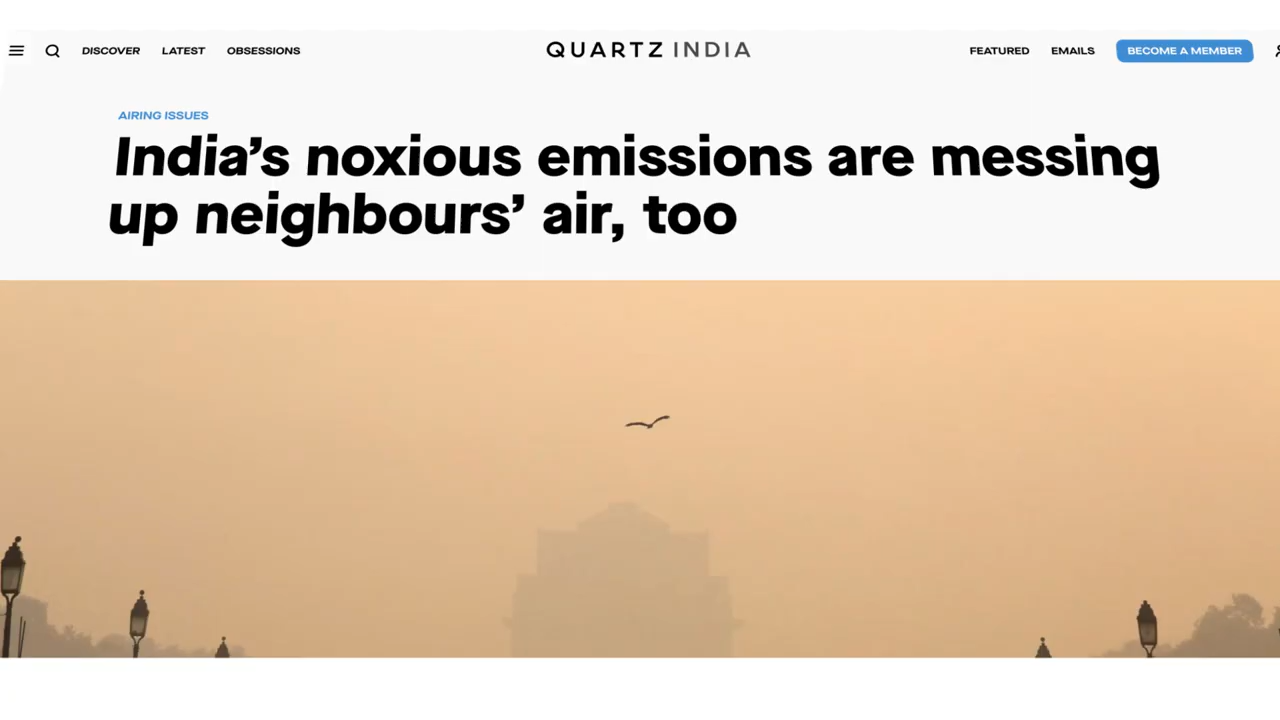 DISCOVER LATEST OBSESSIONS QUARTZ INDIA FEATURED EMAILS BECOME A MEMBER
AIRING ISSUES
India’s noxious emissions are messing
up neighbours’ air, too